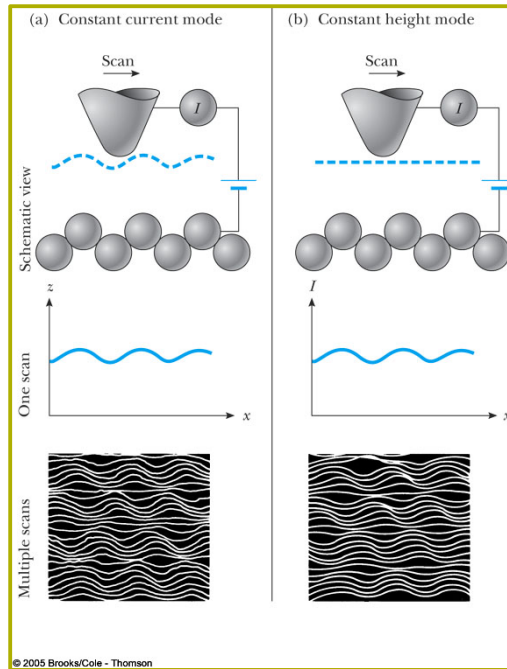 (a) Constant current mode
Scan
I
Schematic view
z
One scan
x
Multiple scans
(b) Constant height mode
Scan
I
I
x
© 2005 Brooks/Cole - Thomson